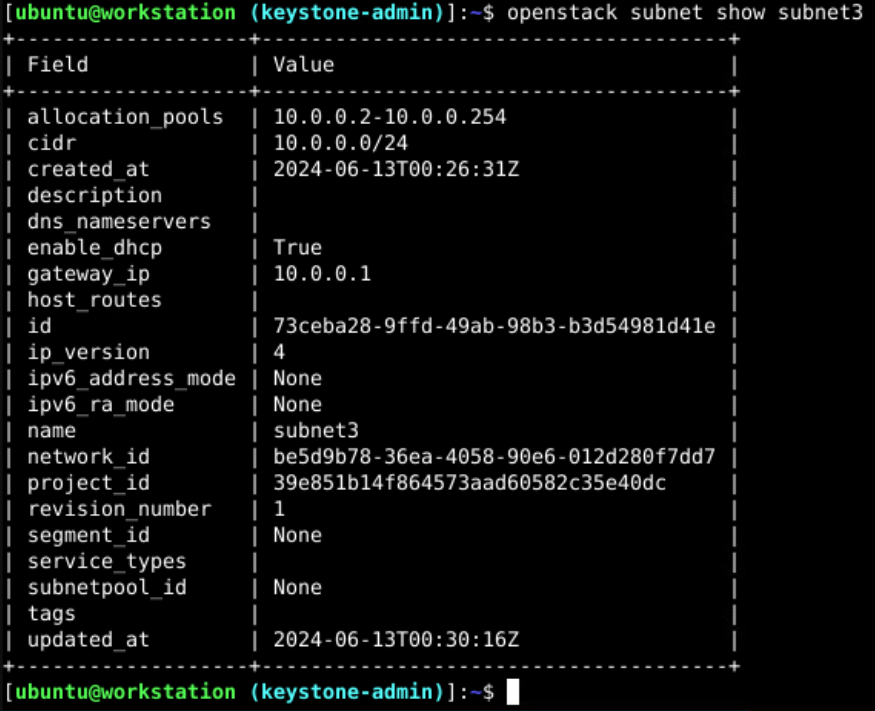 [ubuntu@workstation (keystone-admin)]:~$ openstack subnet show subnet3
+-------------------+--------------------------------------+
| Field             | Value                                |
+-------------------+--------------------------------------+
| allocation_pools  | 10.0.0.2-10.0.0.254                  |
| cidr              | 10.0.0.0/24                          |
| created_at        | 2024-06-13T00:26:31Z                 |
| description       |                                      |
| dns_nameservers   |                                      |
| enable_dhcp       | True                                 |
| gateway_ip        | 10.0.0.1                             |
| host_routes       |                                      |
| id                | 73ceba28-9ffd-49ab-98b3-b3d54981d41e |
| ip_version        | 4                                    |
| ipv6_address_mode | None                                 |
| ipv6_ra_mode      | None                                 |
| name              | subnet3                              |
| network_id        | be5d9b78-36ea-4058-90e6-012d280f7dd7 |
| project_id        | 39e851b14f864573aad60582c35e40dc     |
| revision_number   | 1                                    |
| segment_id        | None                                 |
| service_types     |                                      |
| subnetpool_id     | None                                 |
| tags              |                                      |
| updated_at        | 2024-06-13T00:30:16Z                 |
+-------------------+--------------------------------------+
[ubuntu@workstation (keystone-admin)]:~$